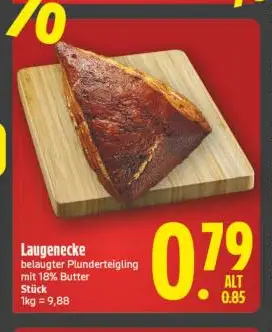 %
Laugenecke
belaugter Plunderteigling
mit 18% Butter
Stück
1kg = 9,88
0.79
ALT
0.85